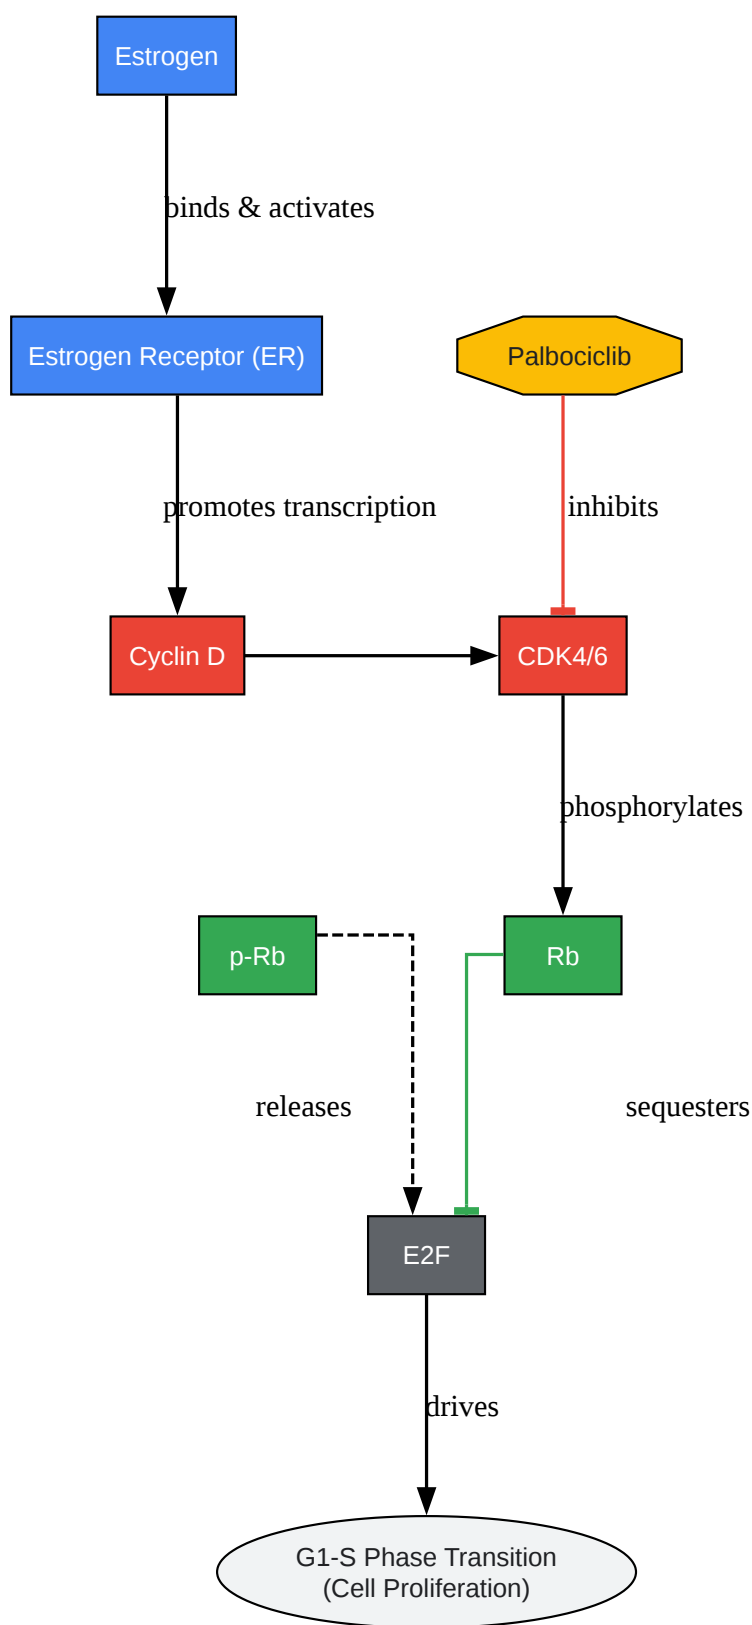 Estrogen
binds & activates
Estrogen Receptor (ER)
Palbociclib
promotes transcription
inhibits
Cyclin D
CDK4/6
phosphorylates
p-Rb
Rb
releases
sequesters
E2F
drives
G1-S Phase Transition
(Cell Proliferation)